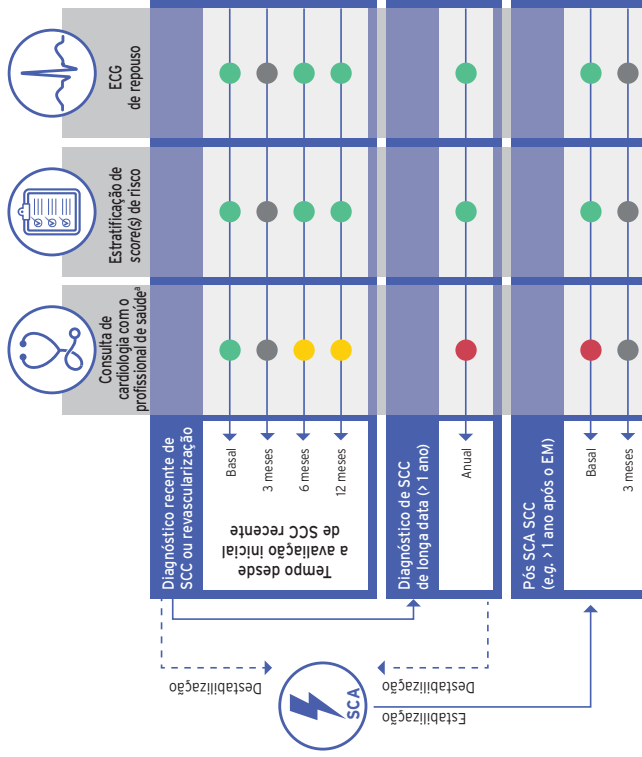 ECG
de repouso
Estratificação de
score(s) de risco
Consulta de
cardiologia com o
profissional de saúdeª
Diagnóstico recente de
SCC ou revascularização
Tempo desde
a avaliação inicial
de SCC recente
Basal
3 meses
6 meses
12 meses
Diagnóstico de SCC
de longa data (> 1 ano)
Anual
Pós SCA SCC
(e.g. > 1 ano após o EM)
Basal
3 meses
Destabilização
SCA
Destabilização
Estabilização